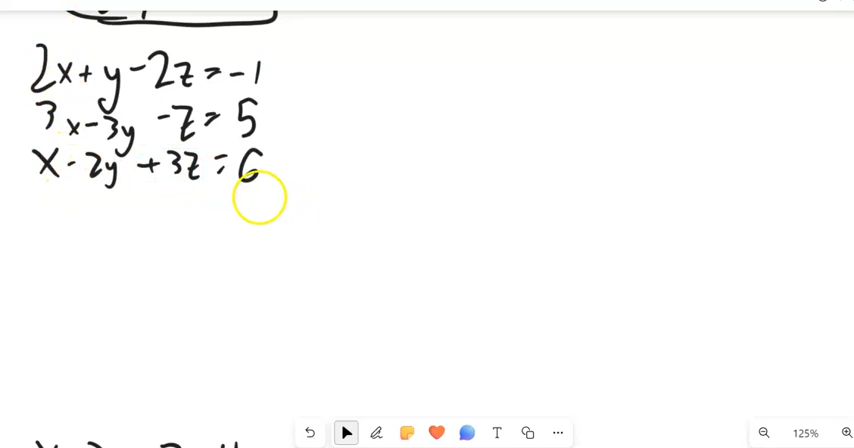 2x + y - 2z = -1
3x - 3y - z = 5
x - 2y + 3z = 6
T
125%